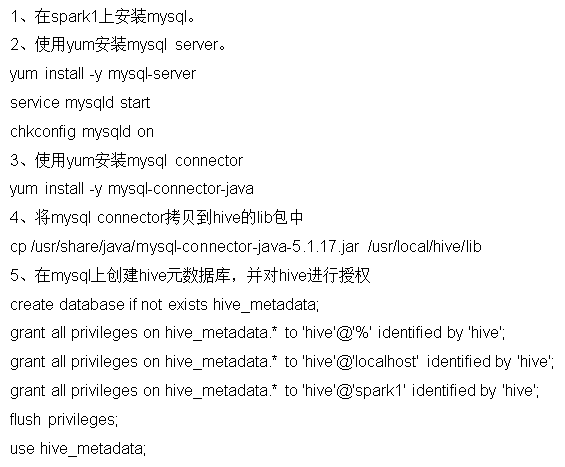 1、在spark1上安装mysql。
2、使用yum安装mysql server。
yum install -y mysql-server
service mysqld start
chkconfig mysqld on
3、使用yum安装mysql connector
yum install -y mysql-connector-java
4、将mysql connector拷贝到hive的lib包中
cp /usr/share/java/mysql-connector-java-5.1.17.jar /usr/local/hive/lib
5、在mysql上创建hive元数据库，并对hive进行授权
create database if not exists hive_metadata;
grant all privileges on hive_metadata.* to 'hive'@'%' identified by 'hive';
grant all privileges on hive_metadata.* to 'hive'@'localhost' identified by 'hive';
grant all privileges on hive_metadata.* to 'hive'@'spark1' identified by 'hive';
flush privileges;
use hive_metadata;